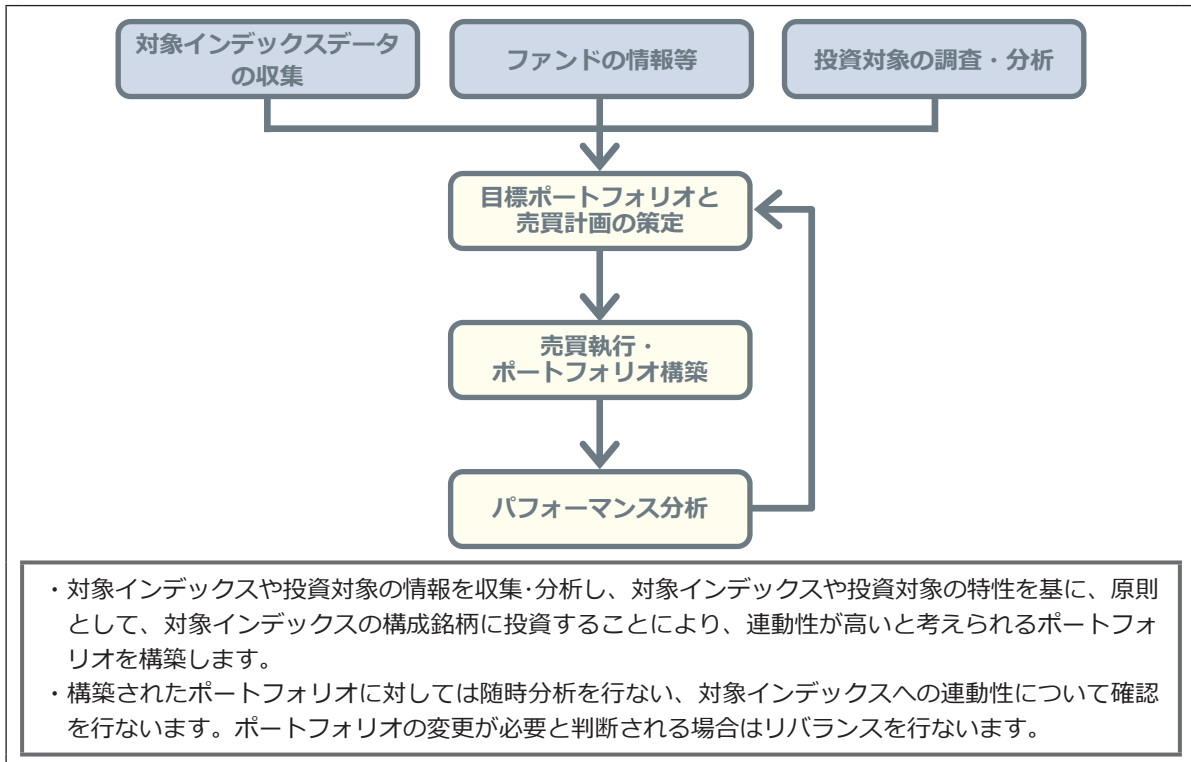 対象インデックスデータ
の収集
ファンドの情報等
投資対象の調査・分析
目標ポートフォリオと
売買計画の策定
売買執行・
ポートフォリオ構築
パフォーマンス分析
・対象インデックスや投資対象の情報を収集・分析し、対象インデックスや投資対象の特性を基に、原則
として、対象インデックスの構成銘柄に投資することにより、連動性が高いと考えられるポートフォ
リオを構築します。
・構築されたポートフォリオに対しては随時分析を行ない、対象インデックスへの連動性について確認
を行ないます。ポートフォリオの変更が必要と判断される場合はリバランスを行ないます。